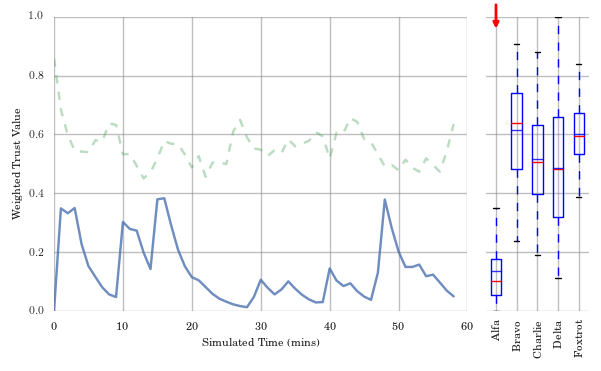 1.0
0.8
0.6
0.4
0.2
0.0
Weighted Trust Value
0 10 20 30 40 50 60
Simulated Time (mins)
Alfa
Bravo
Charlie
Delta
Foxtrot